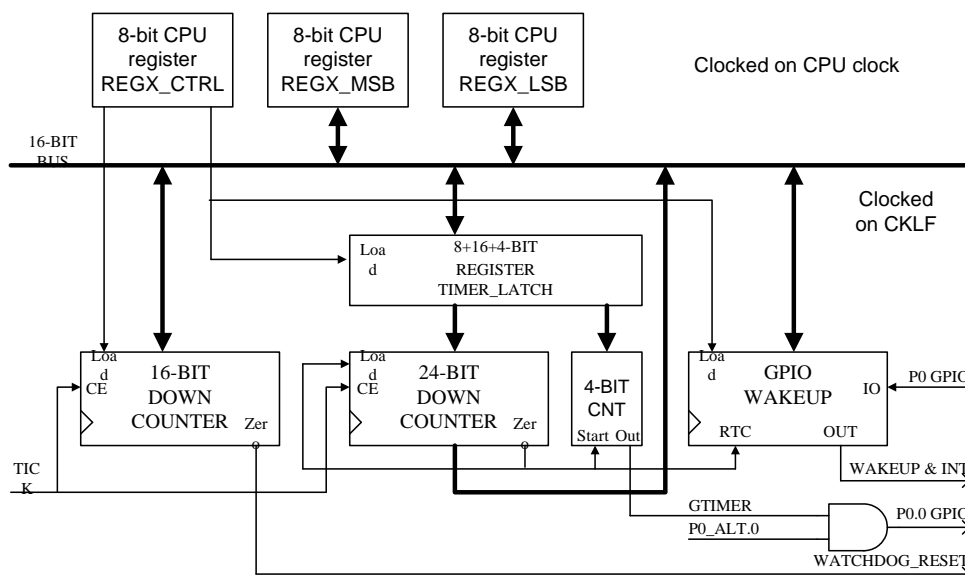 8-bit CPU
register
REGX_CTRL
8-bit CPU
register
REGX_MSB
8-bit CPU
register
REGX_LSB
Clocked on CPU clock
16-BIT
BUS
Clocked
on CKLF
Loa
d
8+16+4-BIT
REGISTER
TIMER_LATCH
Loa
d
CE
16-BIT
DOWN
COUNTER
Zer
o
Loa
d
CE
24-BIT
DOWN
COUNTER
Zer
o
4-BIT
CNT
Start Out
Loa
d
GPIO
WAKEUP
IO
RTC
OUT
P0 GPIO
TIC
K
WAKEUP & INT
GTIMER
P0_ALT.0
P0.0 GPIO
WATCHDOG_RESET